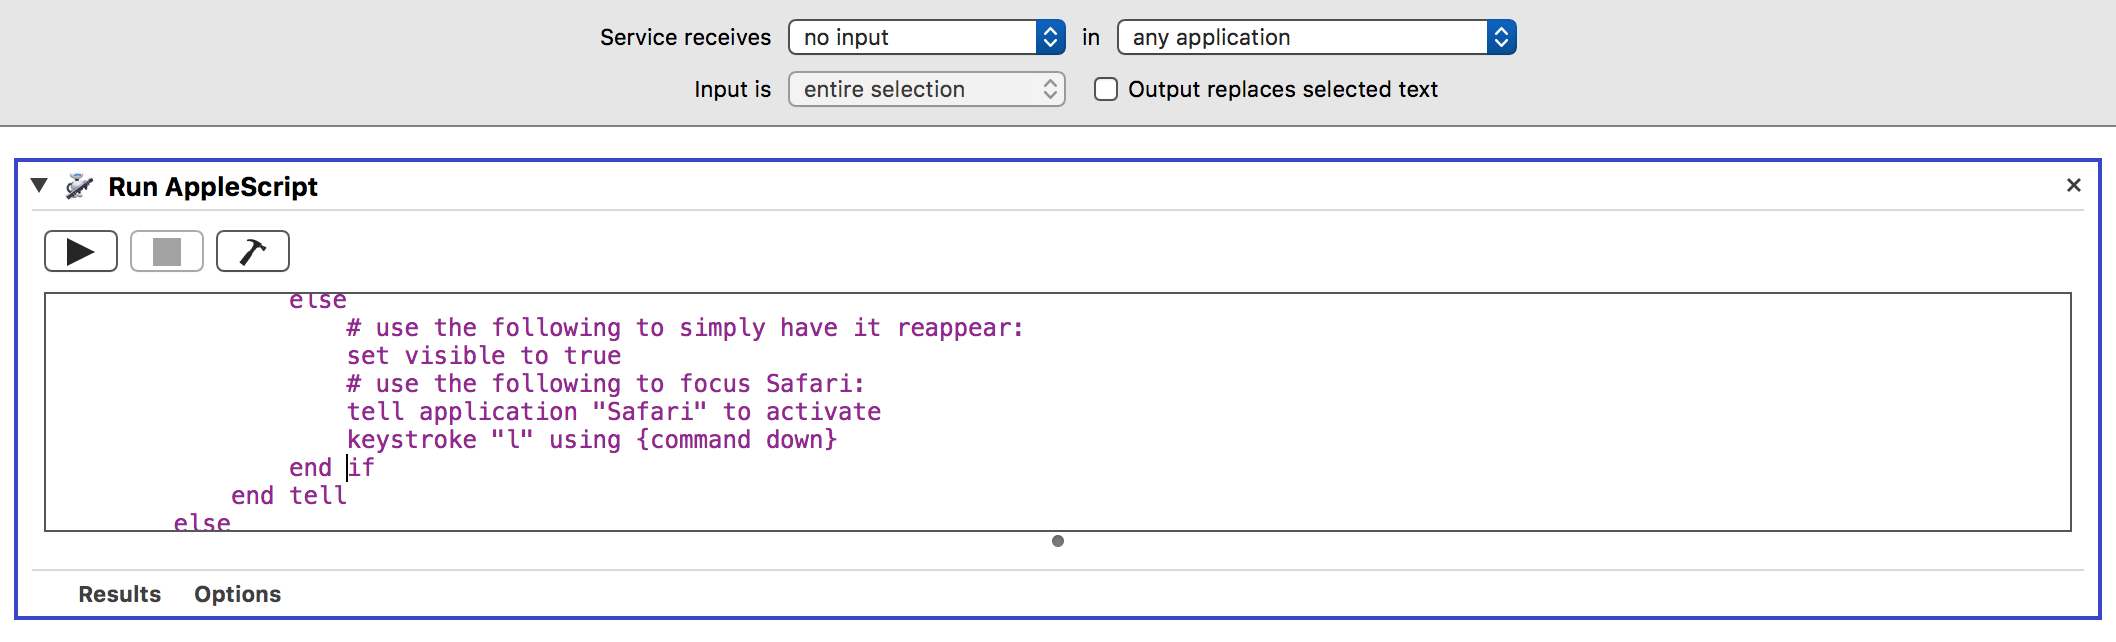 Service receives no input in any application
Input is entire selection Output replaces selected text
Run AppleScript
else
# use the following to simply have it reappear:
set visible to true
# use the following to focus Safari:
tell application "Safari" to activate
keystroke "l" using {command down}
end if
end tell
else
Results Options